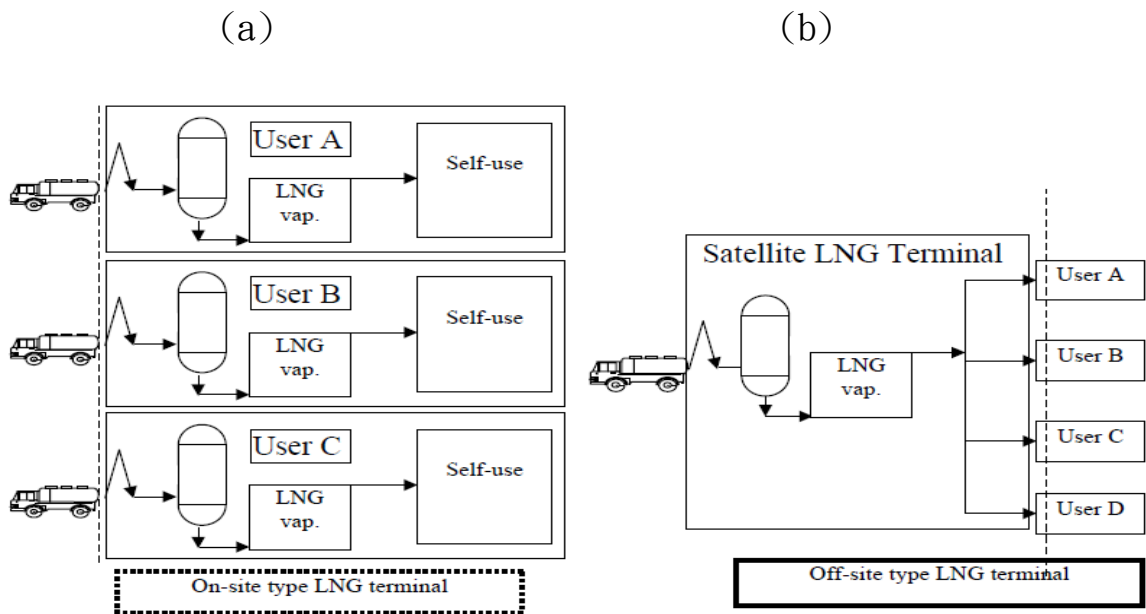 (a)
User A
LNG
vap.
Self-use
User B
LNG
vap.
Self-use
User C
LNG
vap.
Self-use
On-site type LNG terminal
(b)
Satellite LNG Terminal
LNG
vap.
User A
User B
User C
User D
Off-site type LNG terminal